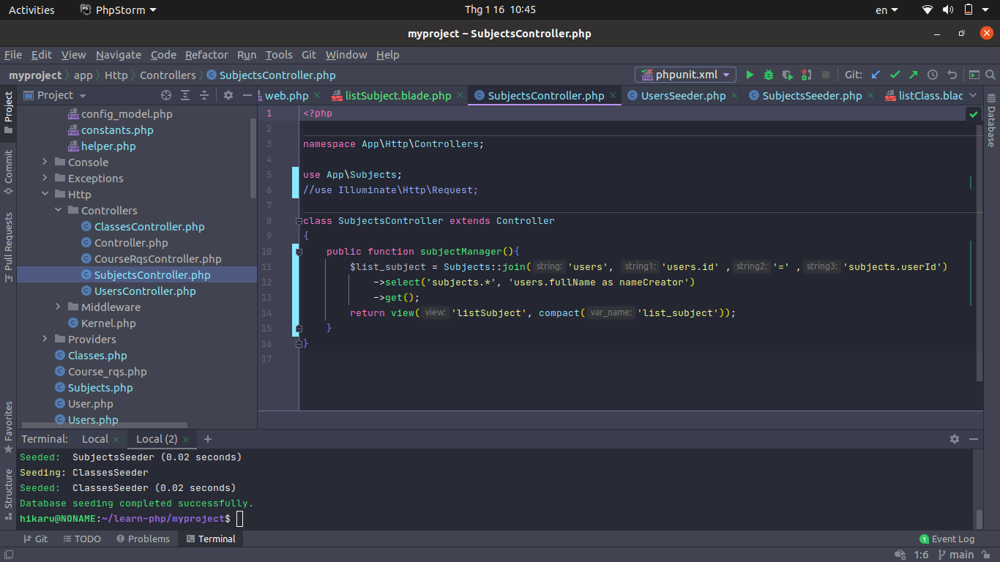 Activities PhpStorm Thg 1 16 10:45 en
myproject – SubjectsController.php
File Edit View Navigate Code Refactor Run Tools Git Window Help
myproject app Http Controllers SubjectsController.php phpunit.xml Git:
Project web.php listSubject.blade.php SubjectsController.php UsersSeeder.php SubjectsSeeder.php listClass.blac
Project
Commit
Pull Requests
Favorites
Structure
Database
config_model.php
constants.php
helper.php
Console
Exceptions
Http
Controllers
ClassesController.php
Controller.php
CourseRqsController.php
SubjectsController.php
UsersController.php
Middleware
Kernel.php
Providers
Classes.php
Course_rqs.php
Subjects.php
User.php
Users.php
1 <?php
2
3 namespace App\Http\Controllers;
4
5 use App\Subjects;
6 //use Illuminate\Http\Request;
7
8 class SubjectsController extends Controller
9 {
10 public function subjectManager(){
11 $list_subject = Subjects::join( string: 'users', string1: 'users.id' , string2: '=' , string3: 'subjects.userId')
12 ->select('subjects.*', 'users.fullName as nameCreator')
13 ->get();
14 return view( view: 'listSubject', compact( var_name: 'list_subject'));
15 }
16 }
17
Terminal: Local Local (2)
Seeded: SubjectsSeeder (0.02 seconds)
Seeding: ClassesSeeder
Seeded: ClassesSeeder (0.02 seconds)
Database seeding completed successfully.
hikaru@NONAME:~/learn-php/myproject$
Git TODO Problems Terminal 1 Event Log
1:6 main